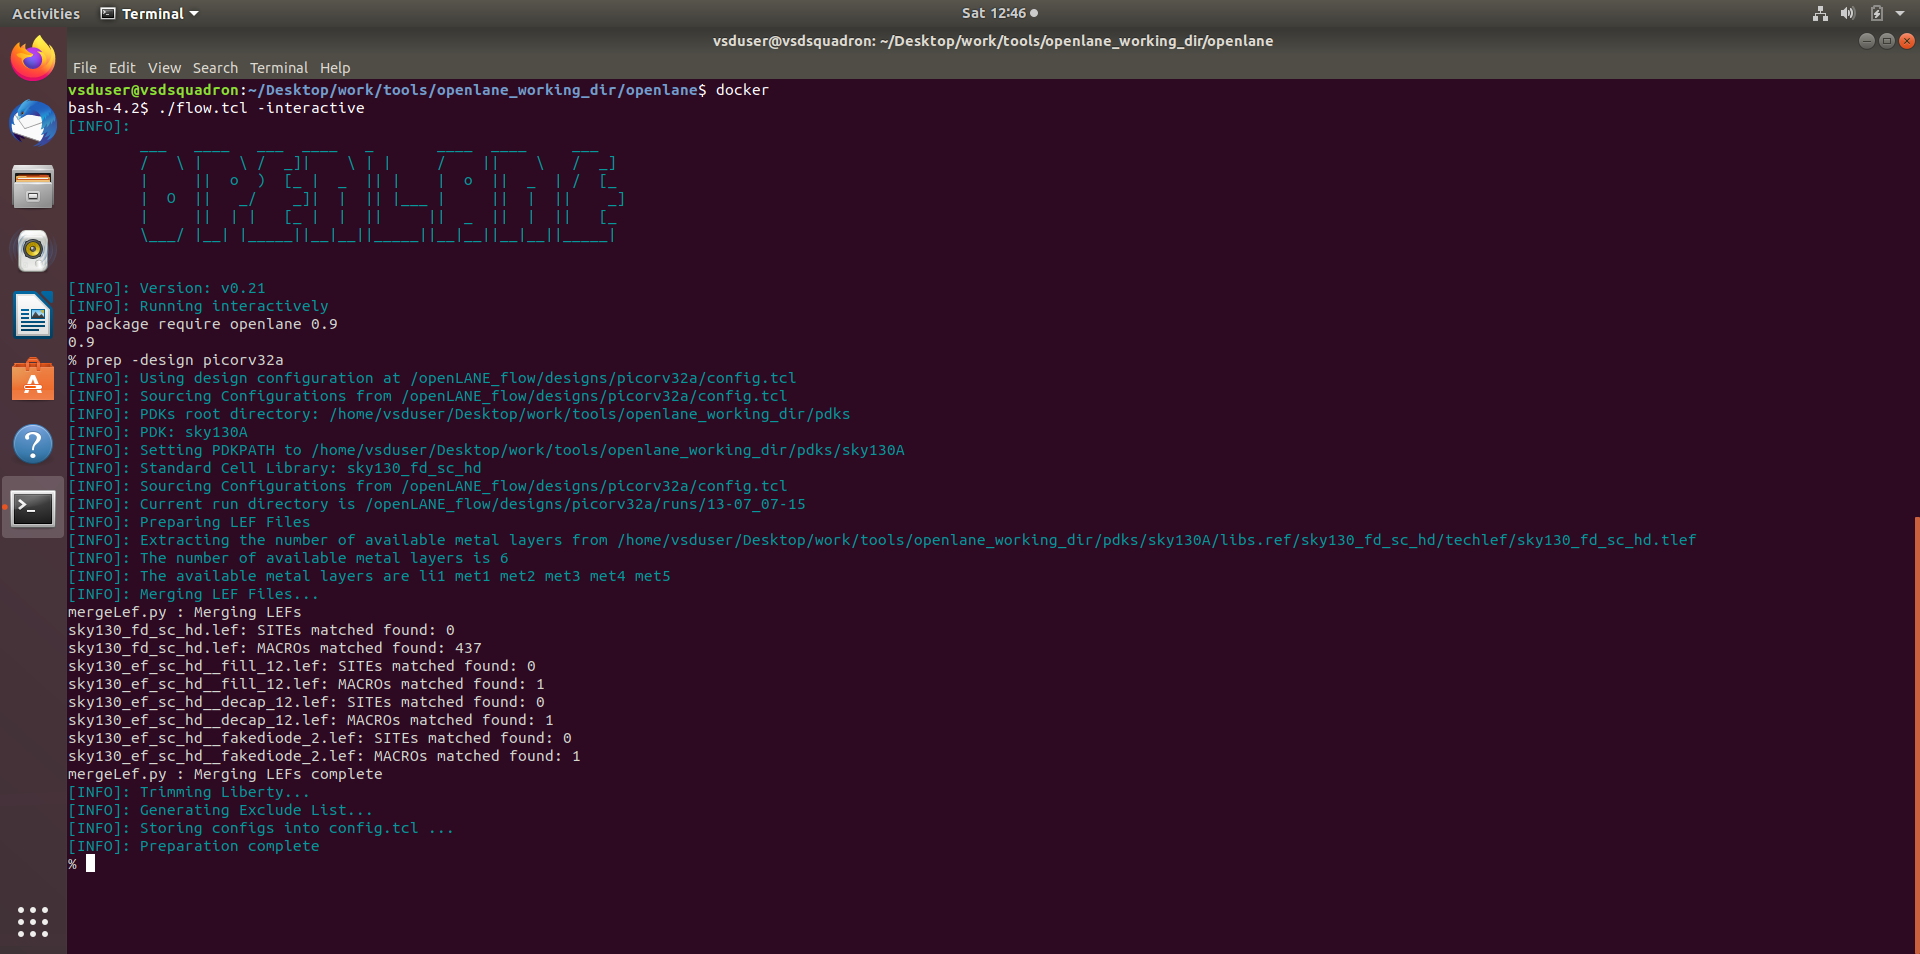 Activities Terminal Sat 12:46
vsduser@vsdsquadron: ~/Desktop/work/tools/openlane_working_dir/openlane
File Edit View Search Terminal Help
vsduser@vsdsquadron:~/Desktop/work/tools/openlane_working_dir/openlane$ docker
bash-4.2$ ./flow.tcl -interactive
[INFO]:
OPENLANE
[INFO]: Version: v0.21
[INFO]: Running interactively
% package require openlane 0.9
0.9
% prep -design picorv32a
[INFO]: Using design configuration at /openLANE_flow/designs/picorv32a/config.tcl
[INFO]: Sourcing Configurations from /openLANE_flow/designs/picorv32a/config.tcl
[INFO]: PDKs root directory: /home/vsduser/Desktop/work/tools/openlane_working_dir/pdks
[INFO]: PDK: sky130A
[INFO]: Setting PDKPATH to /home/vsduser/Desktop/work/tools/openlane_working_dir/pdks/sky130A
[INFO]: Standard Cell Library: sky130_fd_sc_hd
[INFO]: Sourcing Configurations from /openLANE_flow/designs/picorv32a/config.tcl
[INFO]: Current run directory is /openLANE_flow/designs/picorv32a/runs/13-07_07-15
[INFO]: Preparing LEF Files
[INFO]: Extracting the number of available metal layers from /home/vsduser/Desktop/work/tools/openlane_working_dir/pdks/sky130A/libs.ref/sky130_fd_sc_hd/techlef/sky130_fd_sc_hd.tlef
[INFO]: The number of available metal layers is 6
[INFO]: The available metal layers are li1 met1 met2 met3 met4 met5
[INFO]: Merging LEF Files...
mergeLef.py : Merging LEFs
sky130_fd_sc_hd.lef: SITEs matched found: 0
sky130_fd_sc_hd.lef: MACROs matched found: 437
sky130_ef_sc_hd__fill_12.lef: SITEs matched found: 0
sky130_ef_sc_hd__fill_12.lef: MACROs matched found: 1
sky130_ef_sc_hd__decap_12.lef: SITEs matched found: 0
sky130_ef_sc_hd__decap_12.lef: MACROs matched found: 1
sky130_ef_sc_hd__fakediode_2.lef: SITEs matched found: 0
sky130_ef_sc_hd__fakediode_2.lef: MACROs matched found: 1
mergeLef.py : Merging LEFs complete
[INFO]: Trimming Liberty...
[INFO]: Generating Exclude List...
[INFO]: Storing configs into config.tcl ...
[INFO]: Preparation complete
%